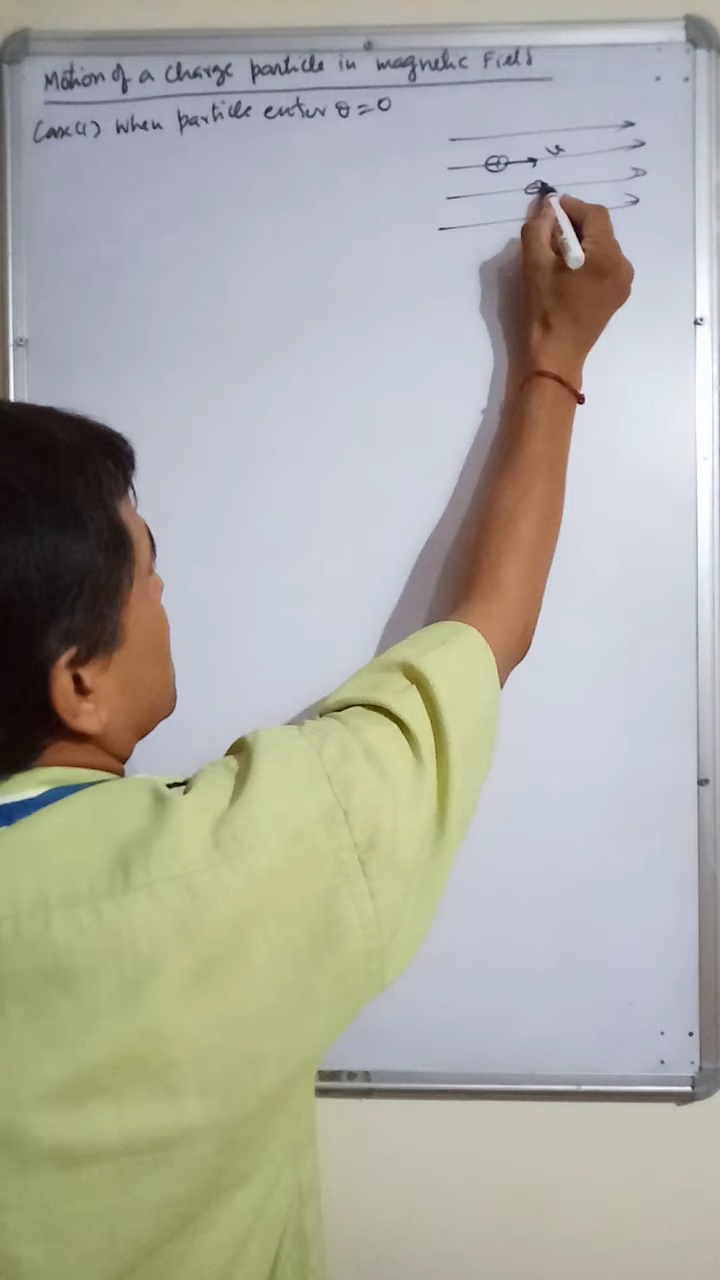 Motion of a charge particle in magnetic Field
Case(1) when particle enter θ=0
v